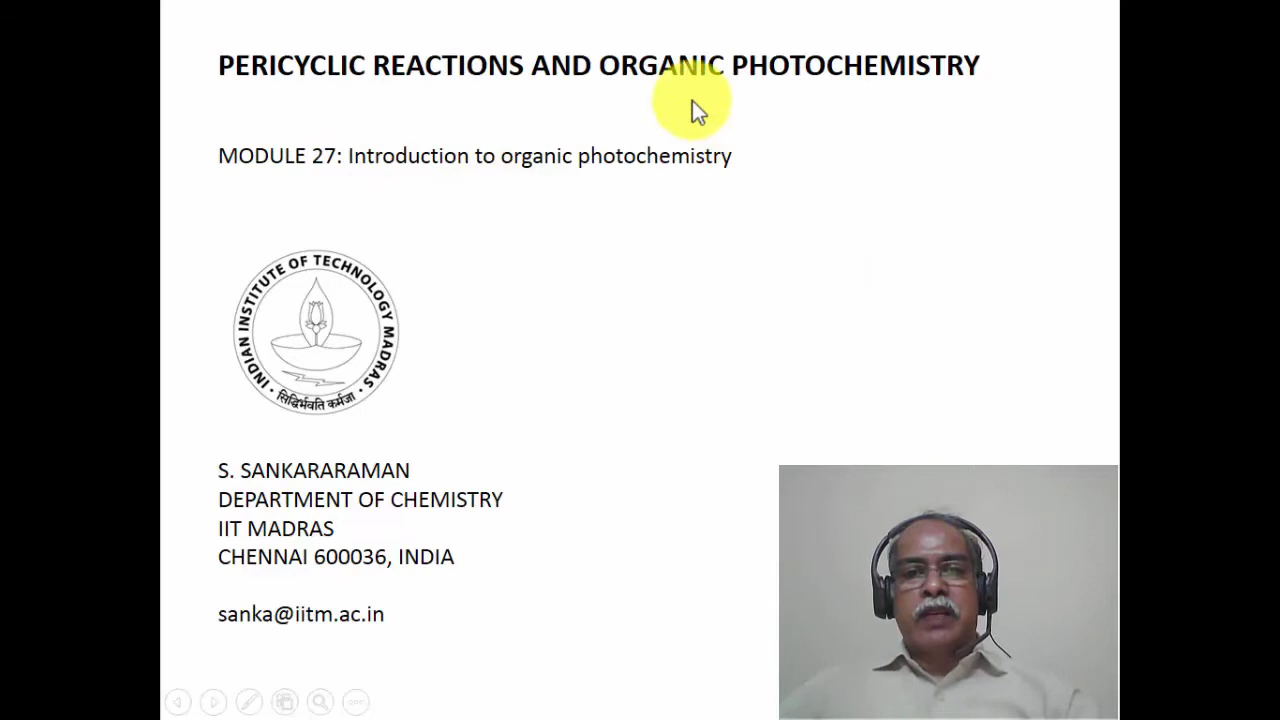 PERICYCLIC REACTIONS AND ORGANIC PHOTOCHEMISTRY
MODULE 27: Introduction to organic photochemistry
INDIAN INSTITUTE OF TECHNOLOGY MADRAS
सिद्धिर्भवति कर्मजा
S. SANKARARAMAN
DEPARTMENT OF CHEMISTRY
IIT MADRAS
CHENNAI 600036, INDIA
sanka@iitm.ac.in